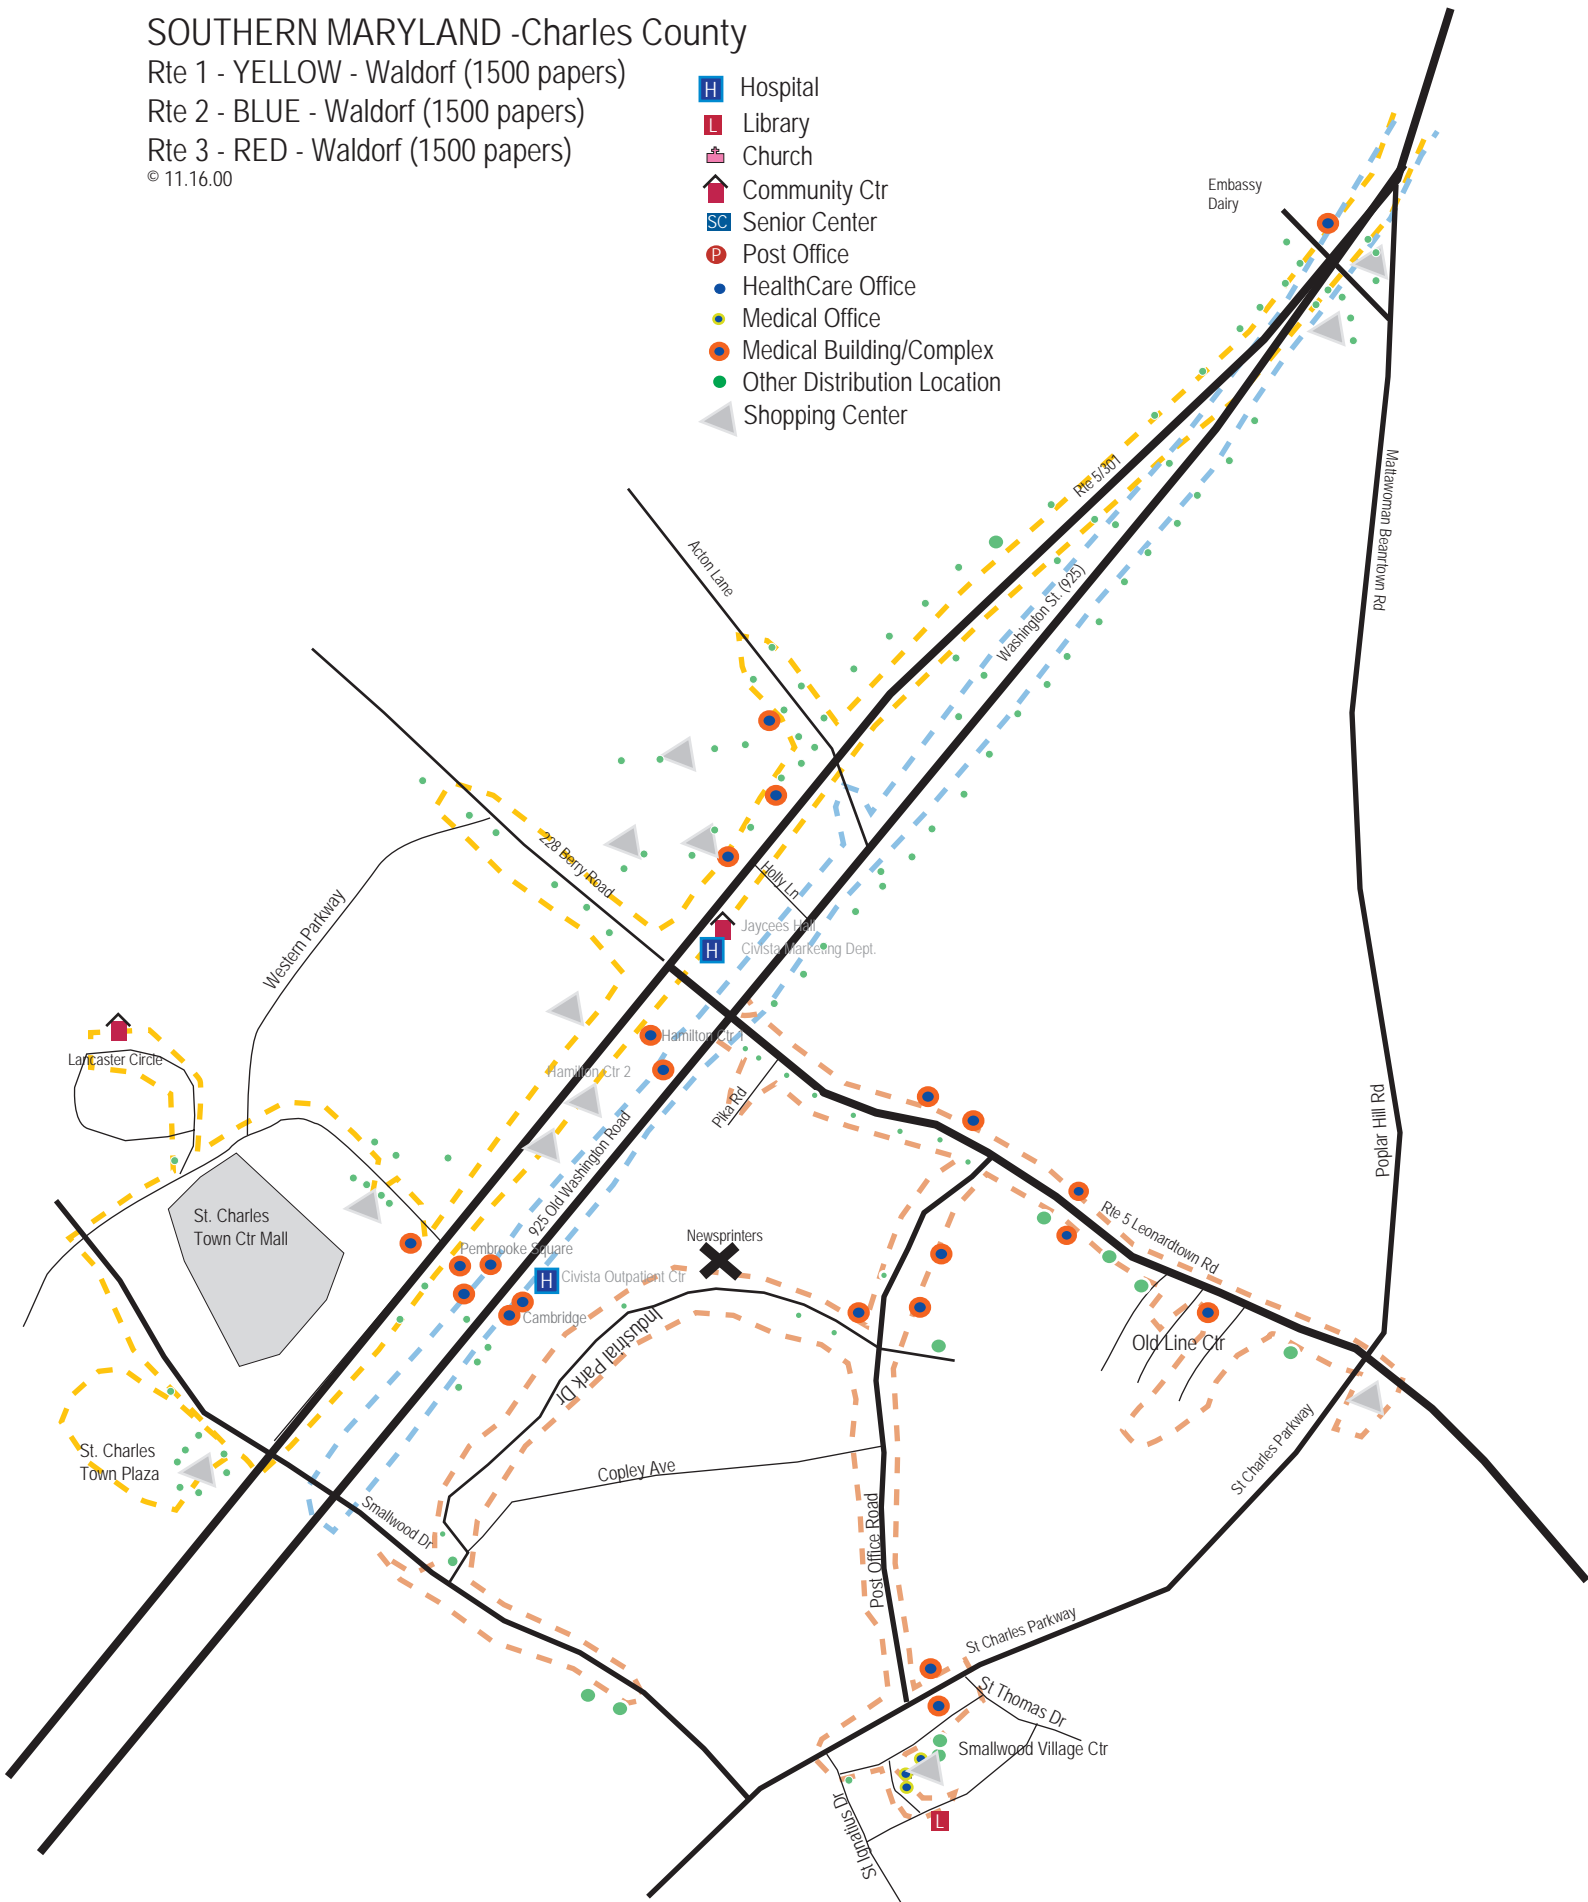 SOUTHERN MARYLAND -Charles County
Rte 1 - YELLOW - Waldorf (1500 papers)
Rte 2 - BLUE - Waldorf (1500 papers)
Rte 3 - RED - Waldorf (1500 papers)
© 11.16.00
H Hospital
L Library
Church
Community Ctr
SC Senior Center
P Post Office
HealthCare Office
Medical Office
Medical Building/Complex
Other Distribution Location
Shopping Center
Embassy
Dairy
Rte 5/301
Mattawoman Beanrtown Rd
Acton Lane
Washington St. (925)
228 Berry Road
Holly Ln
Western Parkway
Jaycees Hall
H
Civista Marketing Dept.
Hamilton Ctr 1
Lancaster Circle
Hamilton Ctr 2
Pika Rd
Poplar Hill Rd
925 Old Washington Road
St. Charles
Town Ctr Mall
Rte 5 Leonardtown Rd
Newsprinters
Pembrooke Square
H
Civista Outpatient Ctr
Cambridge
Industrial Park Dr
Old Line Ctr
St. Charles
Town Plaza
St Charles Parkway
Copley Ave
Smallwood Dr
Post Office Road
St Charles Parkway
St Thomas Dr
Smallwood Village Ctr
St Ignatius Dr
L